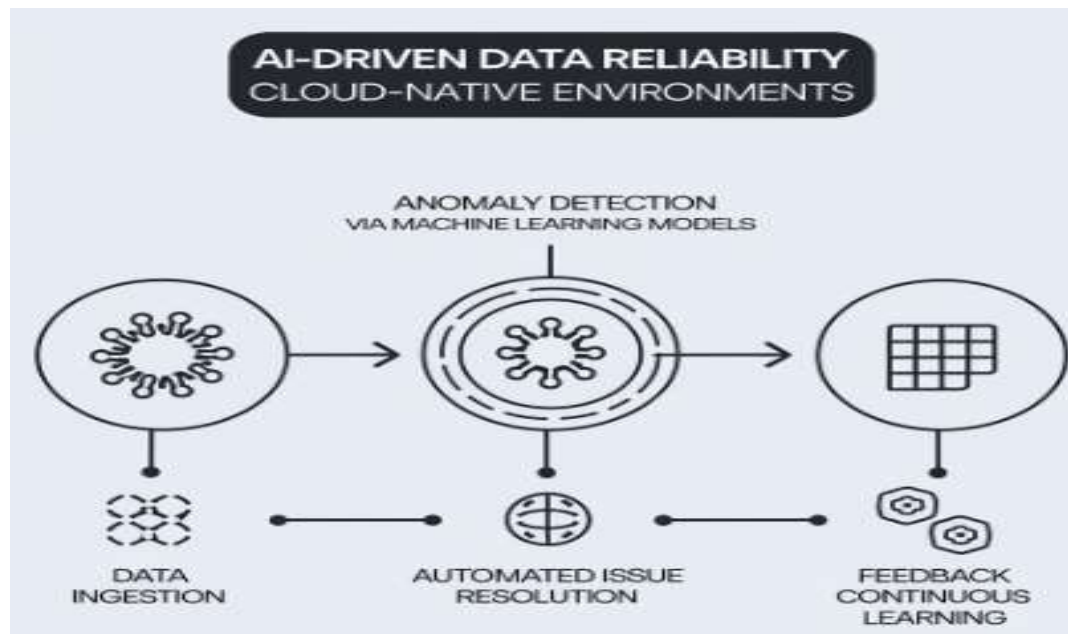 AI-DRIVEN DATA RELIABILITY
CLOUD-NATIVE ENVIRONMENTS
ANOMALY DETECTION
VIA MACHINE LEARNING MODELS
DATA
INGESTION
AUTOMATED ISSUE
RESOLUTION
FEEDBACK
CONTINUOUS
LEARNING